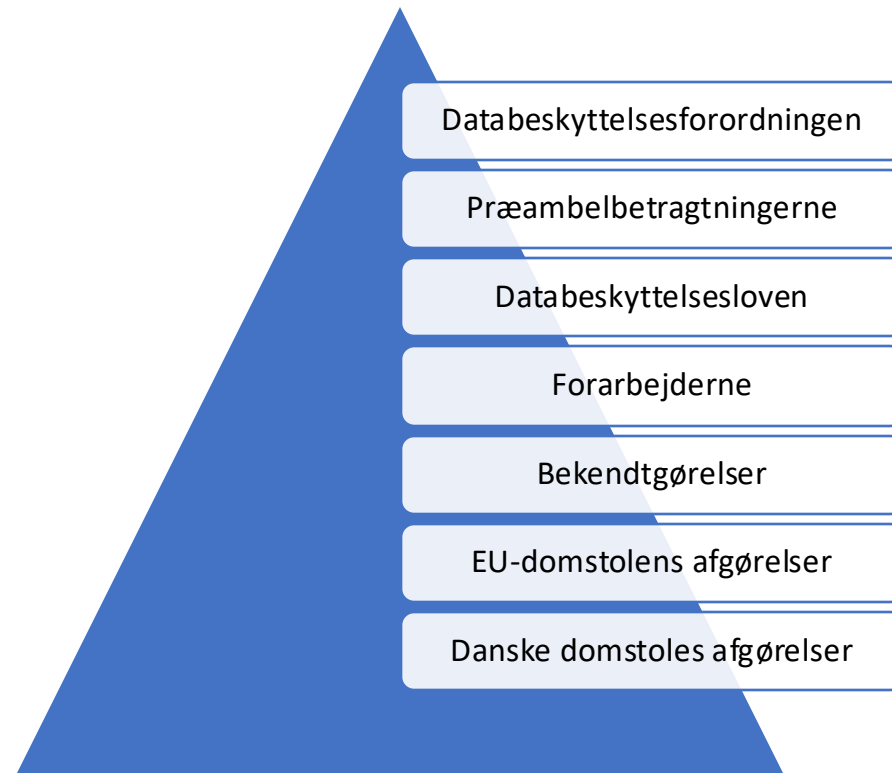 Databeskyttelsesforordningen
Præambelbetragtningerne
Databeskyttelsesloven
Forarbejderne
Bekendtgørelser
EU-domstolens afgørelser
Danske domstoles afgørelser